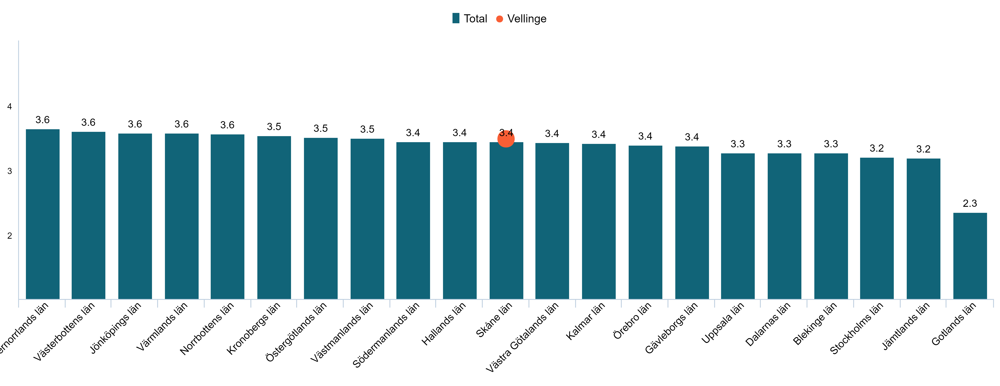 Total Vellinge
4
3
2
3.6 3.6 3.6 3.6 3.6 3.5 3.5 3.5 3.4 3.4 3.4 3.4 3.4 3.4 3.4 3.3 3.3 3.3 3.2 3.2 2.3
ernorrlands län
Västerbottens län
Jönköpings län
Värmlands län
Norrbottens län
Kronobergs län
Östergötlands län
Västmanlands län
Södermanlands län
Hallands län
Skåne län
Västra Götalands län
Kalmar län
Örebro län
Gävleborgs län
Uppsala län
Dalarnas län
Blekinge län
Stockholms län
Jämtlands län
Gotlands län